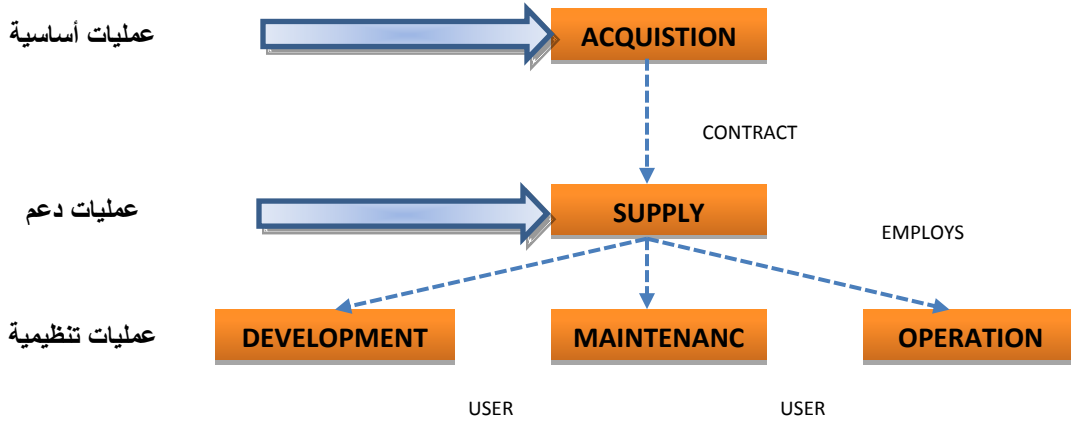 عمليات أساسية
ACQUISTION
CONTRACT
عمليات دعم
SUPPLY
EMPLOYS
عمليات تنظيمية
DEVELOPMENT
MAINTENANC
OPERATION
USER
USER